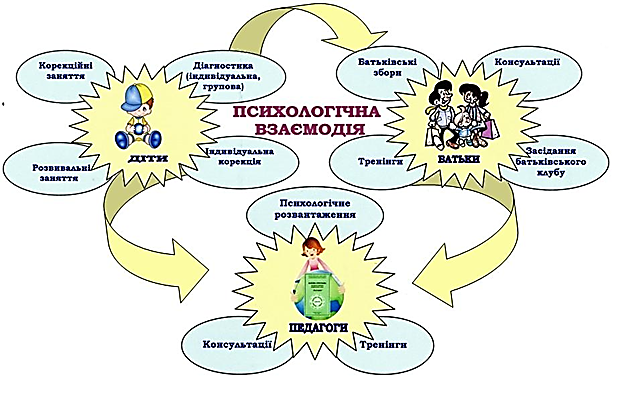 Корекційні
заняття
Діагностика
(індивідуальна,
групова)
ДІТИ
Розвивальні
заняття
Індивідуальна
корекція
ПСИХОЛОГІЧНА
ВЗАЄМОДІЯ
Батьківські
збори
Консультації
БАТЬКИ
Тренінги
Засідання
батьківського
клубу
Психологічне
розвантаження
ПЕДАГОГИ
Консультації
Тренінги